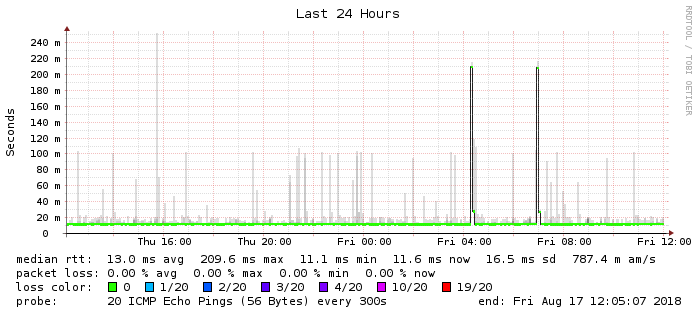 Last 24 Hours
RRDTOOL / TOBI OETIKER
Seconds
240 m
220 m
200 m
180 m
160 m
140 m
120 m
100 m
80 m
60 m
40 m
20 m
0
Thu 16:00 Thu 20:00 Fri 00:00 Fri 04:00 Fri 08:00 Fri 12:00
median rtt: 13.0 ms avg 209.6 ms max 11.1 ms min 11.6 ms now 16.5 ms sd 787.4 m am/s
packet loss: 0.00 % avg 0.00 % max 0.00 % min 0.00 % now
loss color: 0 1/20 2/20 3/20 4/20 10/20 19/20
probe: 20 ICMP Echo Pings (56 Bytes) every 300s end: Fri Aug 17 12:05:07 2018